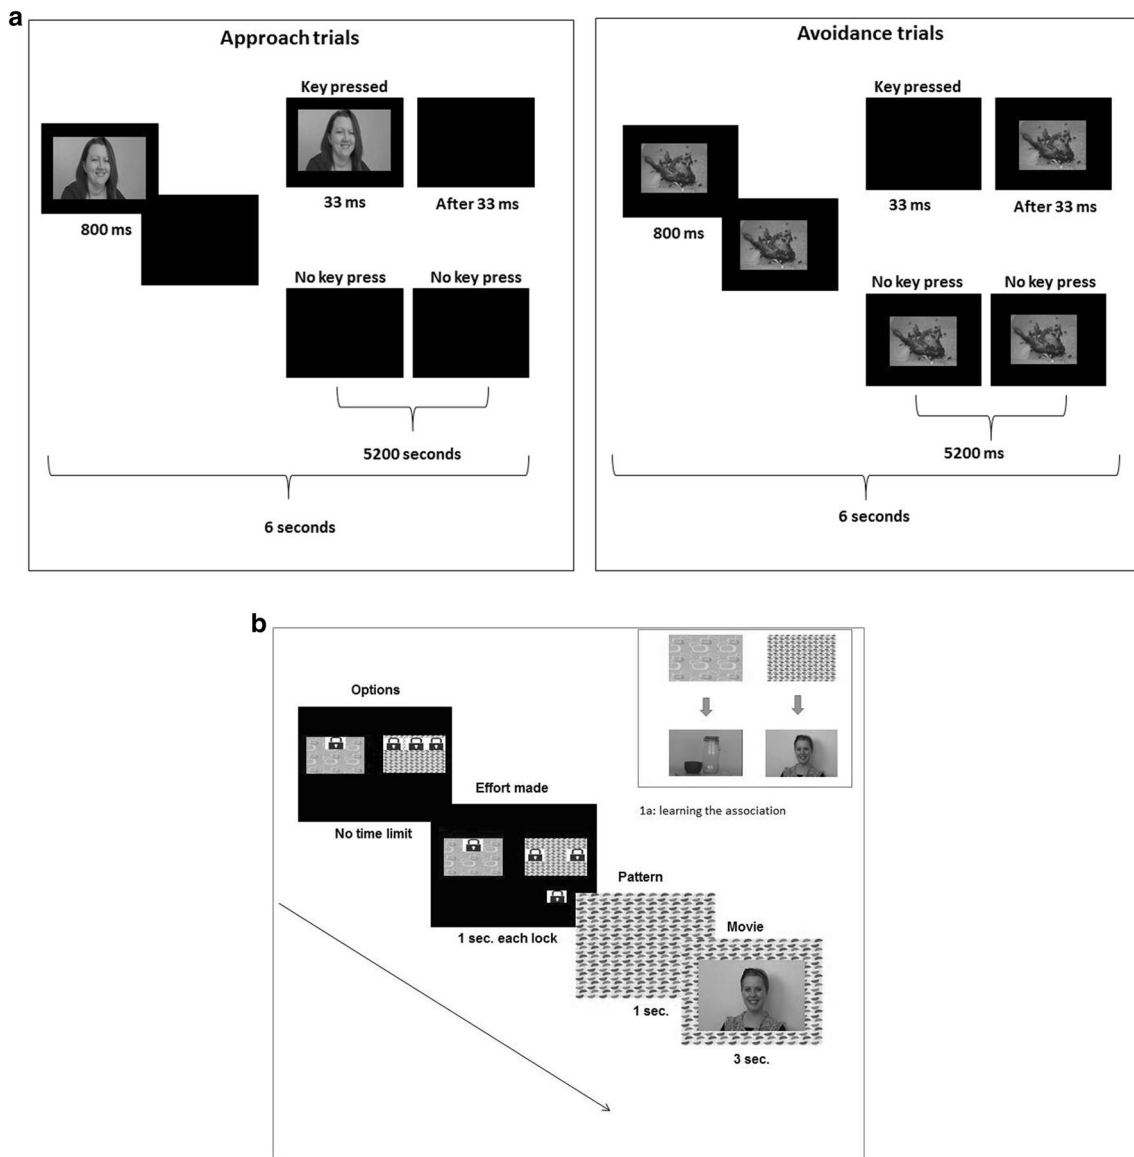 a
Approach trials
Key pressed
800 ms
33 ms
After 33 ms
No key press
No key press
5200 seconds
6 seconds
Avoidance trials
Key pressed
800 ms
33 ms
After 33 ms
No key press
No key press
5200 ms
6 seconds
b
Options
No time limit
Effort made
1 sec. each lock
Pattern
1 sec.
Movie
3 sec.
1a: learning the association